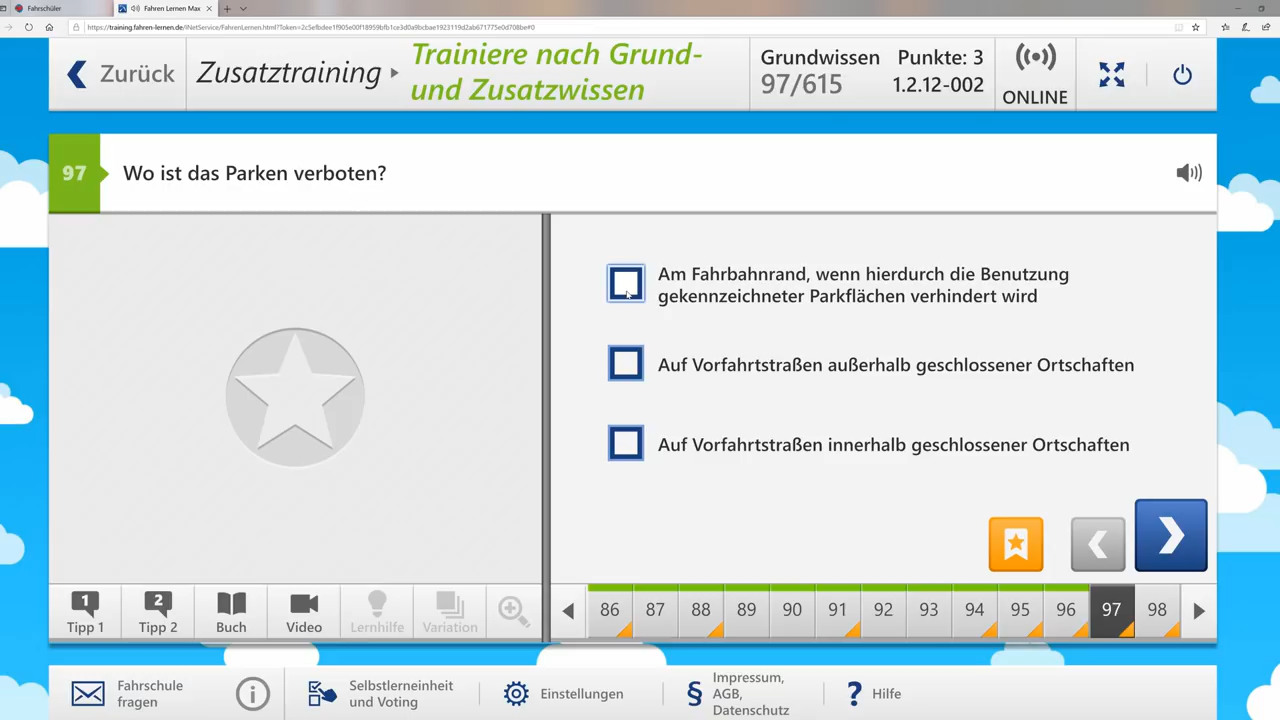 Fahrschüler
Fahren Lernen Max
https://training.fahren-lernen.de/INetService/FahrenLernen.html?
Zurück
Zusatztraining
Trainiere nach Grund-
und Zusatzwissen
Grundwissen
97/615
Punkte: 3
1.2.12-002
ONLINE
97
Wo ist das Parken verboten?
Am Fahrbahnrand, wenn hierdurch die Benutzung
gekennzeichneter Parkflächen verhindert wird
Auf Vorfahrtstraßen außerhalb geschlossener Ortschaften
Auf Vorfahrtstraßen innerhalb geschlossener Ortschaften
1
Tipp 1
2
Tipp 2
Buch
Video
Lernhilfe
Variation
86 87 88 89 90 91 92 93 94 95 96 97 98
Fahrschule
fragen
Selbstlerneinheit
und Voting
Einstellungen
§
Impressum,
AGB,
Datenschutz
?
Hilfe